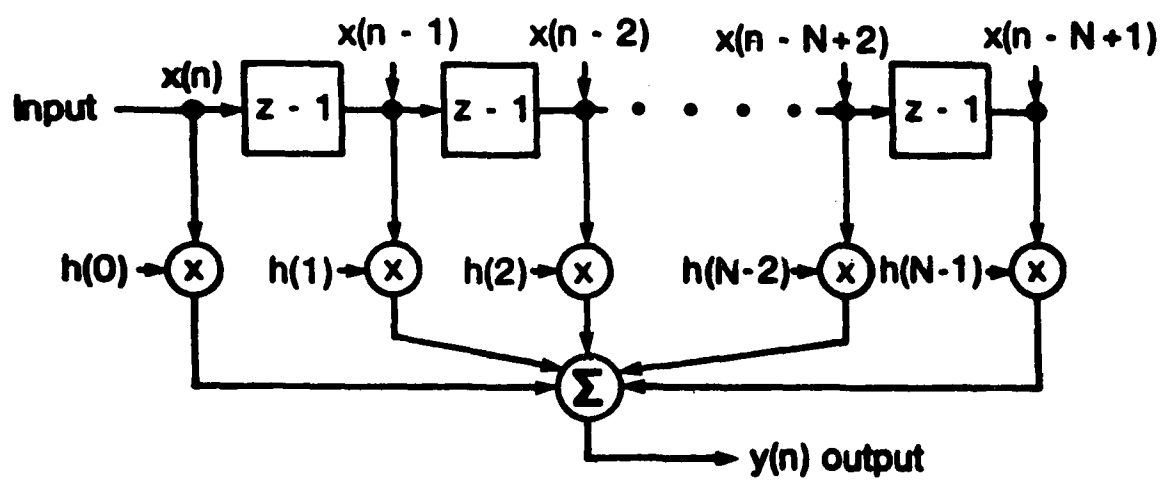 x(n - 1) x(n - 2) x(n - N+2) x(n - N+1)
x(n)
Input z - 1 z - 1 z - 1
h(0) x h(1) x h(2) x h(N-2) x h(N-1) x
Σ
y(n) output